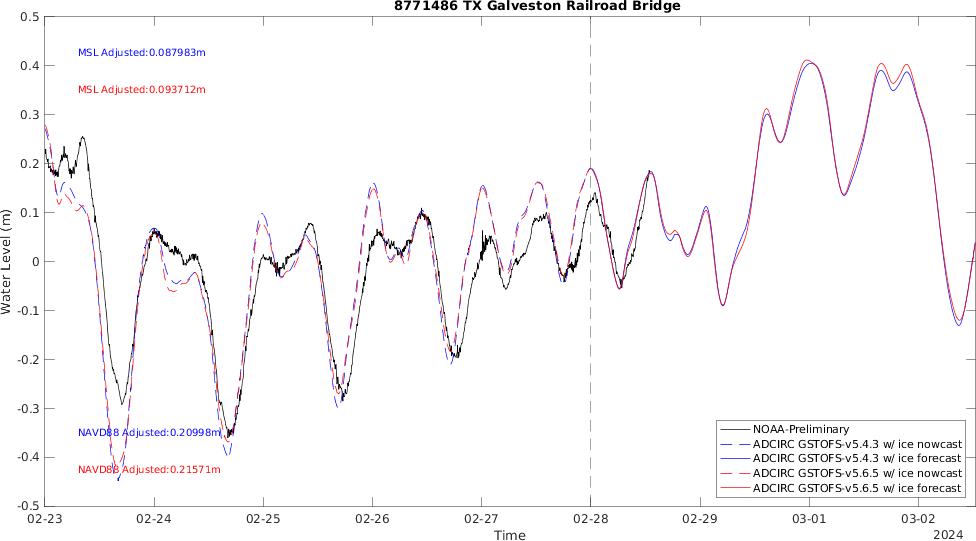 8771486 TX Galveston Railroad Bridge
0.5
0.4
0.3
0.2
0.1
0
-0.1
-0.2
-0.3
-0.4
-0.5
Water Level (m)
MSL Adjusted:0.087983m
MSL Adjusted:0.093712m
NAVD88 Adjusted:0.20998m
NAVD88 Adjusted:0.21571m
NOAA-Preliminary
ADCIRC GSTOFS-v5.4.3 w/ ice nowcast
ADCIRC GSTOFS-v5.4.3 w/ ice forecast
ADCIRC GSTOFS-v5.6.5 w/ ice nowcast
ADCIRC GSTOFS-v5.6.5 w/ ice forecast
02-23 02-24 02-25 02-26 02-27 02-28 02-29 03-01 03-02
Time
2024